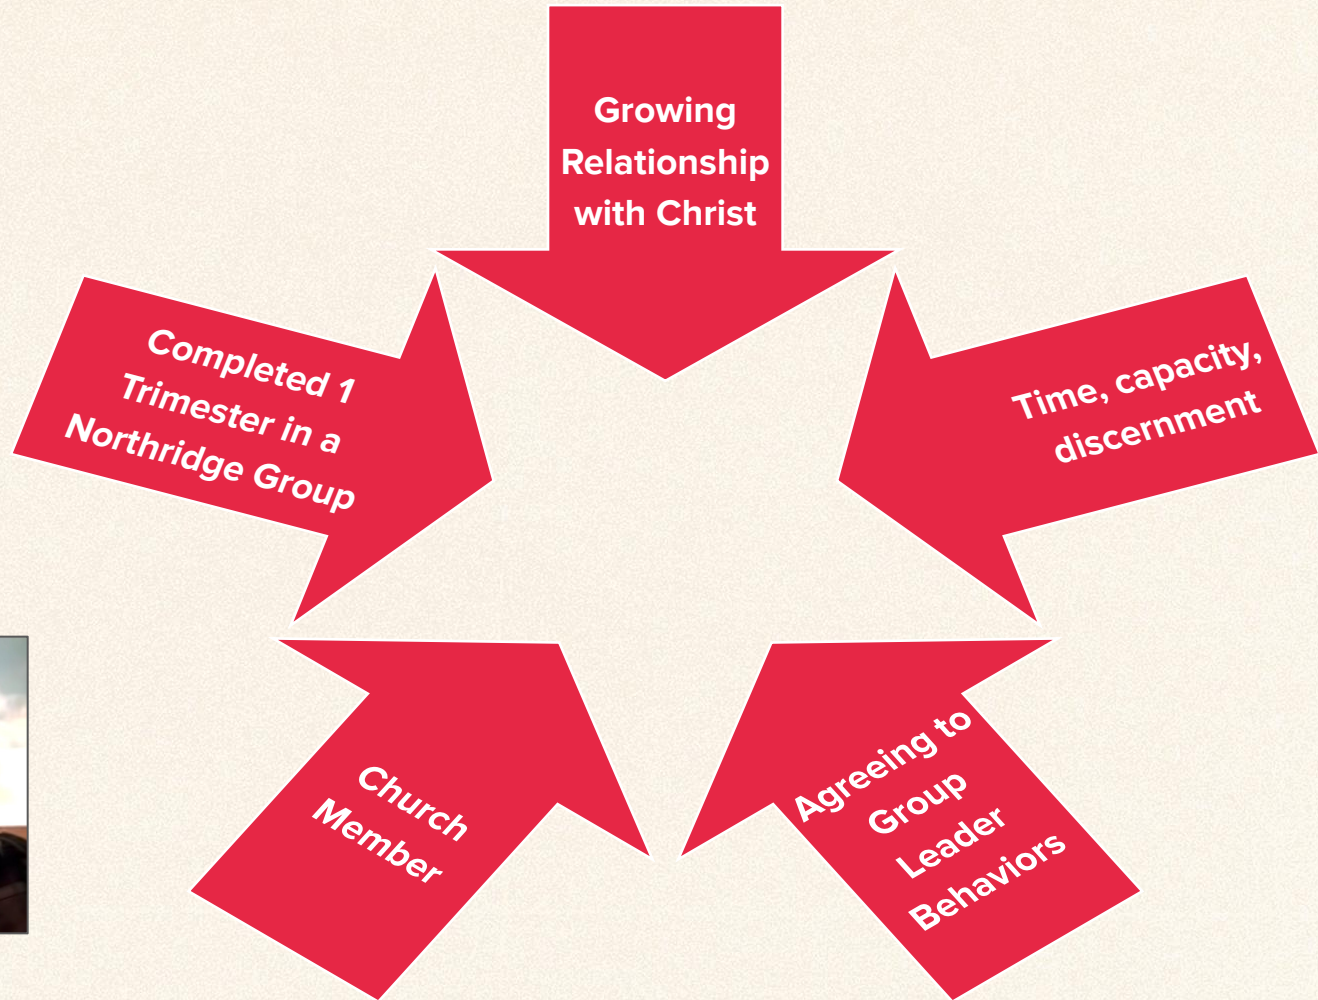 Growing
Relationship
with Christ
Completed 1
Trimester in a
Northridge Group
Time, capacity,
discernment
Church
Member
Agreeing to
Group
Leader
Behaviors